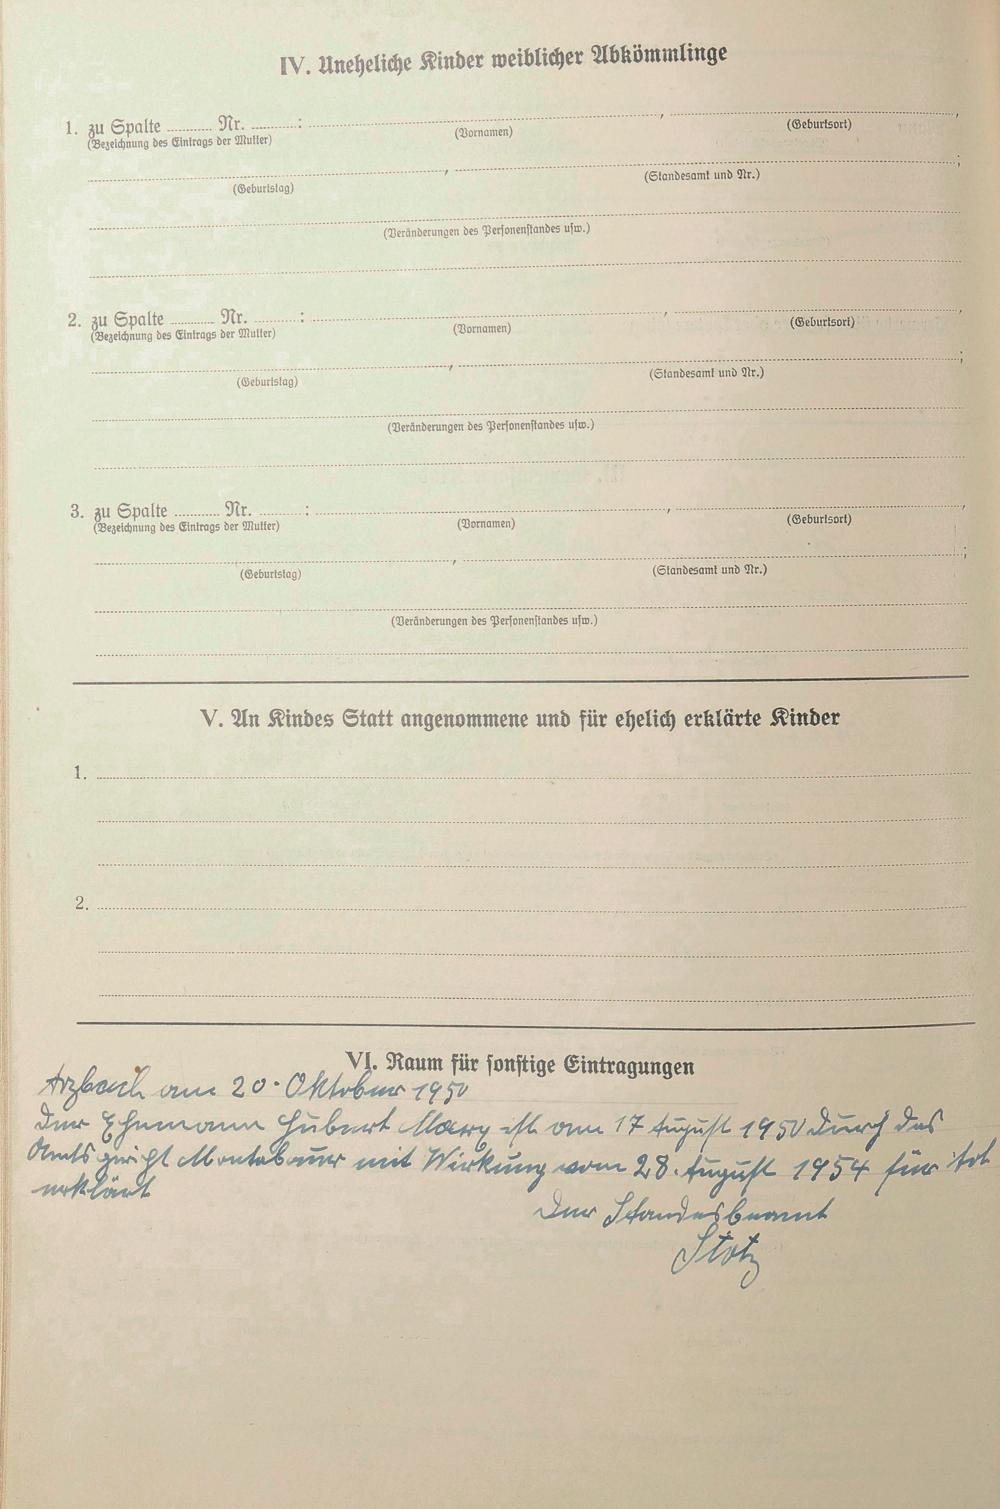 IV. Uneheliche Kinder weiblicher Abkömmlinge
1. zu Spalte ......... Nr. .........: ,,
(Bezeichnung des Eintrags der Mutter) (Vornamen) (Geburtsort)
, ;
(Geburtstag) (Standesamt und Nr.)
(Veränderungen des Personenstandes usw.)
2. zu Spalte ......... Nr. .........: ,,
(Bezeichnung des Eintrags der Mutter) (Vornamen) (Geburtsort)
, ;
(Geburtstag) (Standesamt und Nr.)
(Veränderungen des Personenstandes usw.)
3. zu Spalte ......... Nr. .........: ,,
(Bezeichnung des Eintrags der Mutter) (Vornamen) (Geburtsort)
, ;
(Geburtstag) (Standesamt und Nr.)
(Veränderungen des Personenstandes usw.)
V. An Kindes Statt angenommene und für ehelich erklärte Kinder
1.
2.
VI. Raum für sonstige Eintragungen
Arzbach am 20. Oktober 1950
Der Ehemann Hubert Marx ist am 17 August 1950 durch das
Amtsgericht Montabaur mit Wirkung vom 28. August 1954 für tot
erklärt
Der Standesbeamt
Stotz